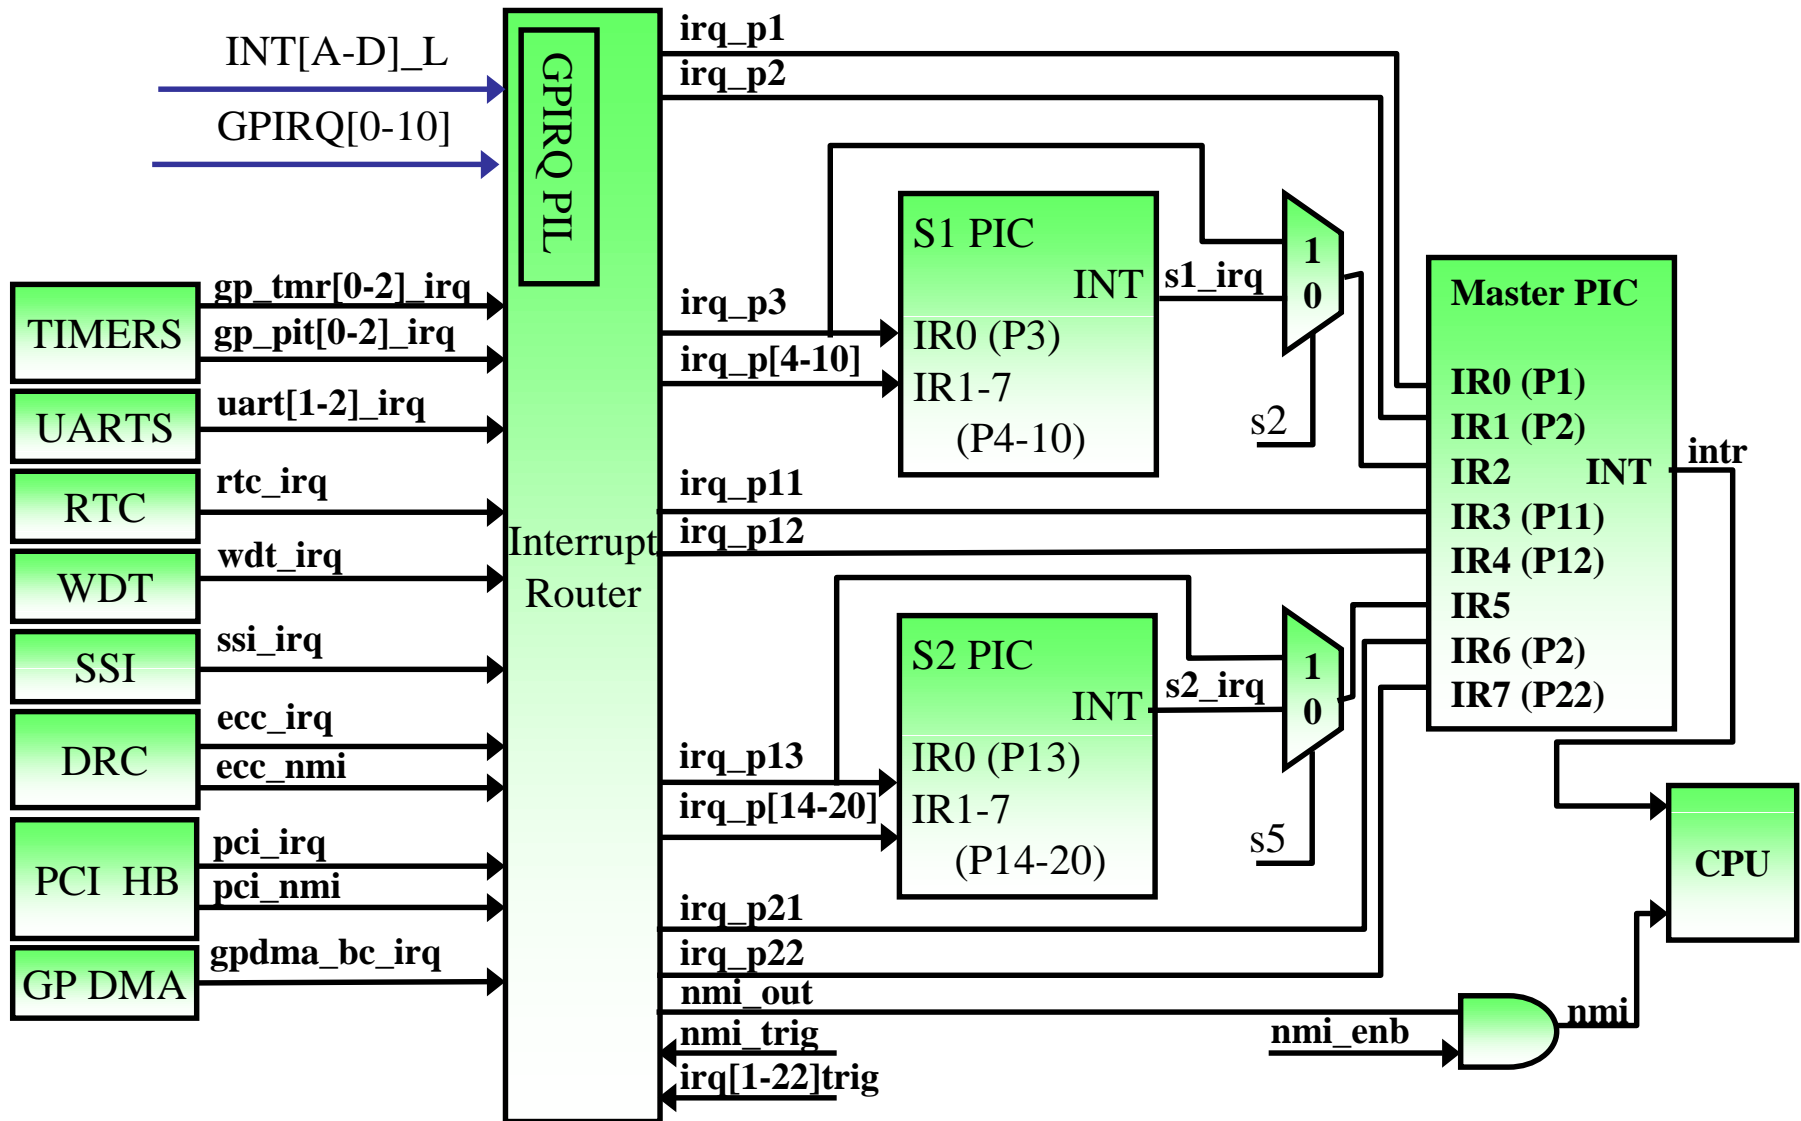 INT[A-D]_L
GPIRQ[0-10]
GPIRQ PIL
Interrupt
Router
TIMERS
gp_tmr[0-2]_irq
gp_pit[0-2]_irq
UARTS
uart[1-2]_irq
RTC
rtc_irq
WDT
wdt_irq
SSI
ssi_irq
DRC
ecc_irq
ecc_nmi
PCI HB
pci_irq
pci_nmi
GP DMA
gpdma_bc_irq
irq_p1
irq_p2
irq_p3
irq_p[4-10]
irq_p11
irq_p12
irq_p13
irq_p[14-20]
irq_p21
irq_p22
nmi_out
nmi_trig
irq[1-22]trig
S1 PIC
INT
IR0 (P3)
IR1-7
(P4-10)
s1_irq
1
0
s2
S2 PIC
INT
IR0 (P13)
IR1-7
(P14-20)
s2_irq
1
0
s5
Master PIC
IR0 (P1)
IR1 (P2)
IR2 INT
IR3 (P11)
IR4 (P12)
IR5
IR6 (P2)
IR7 (P22)
intr
CPU
nmi_enb
nmi